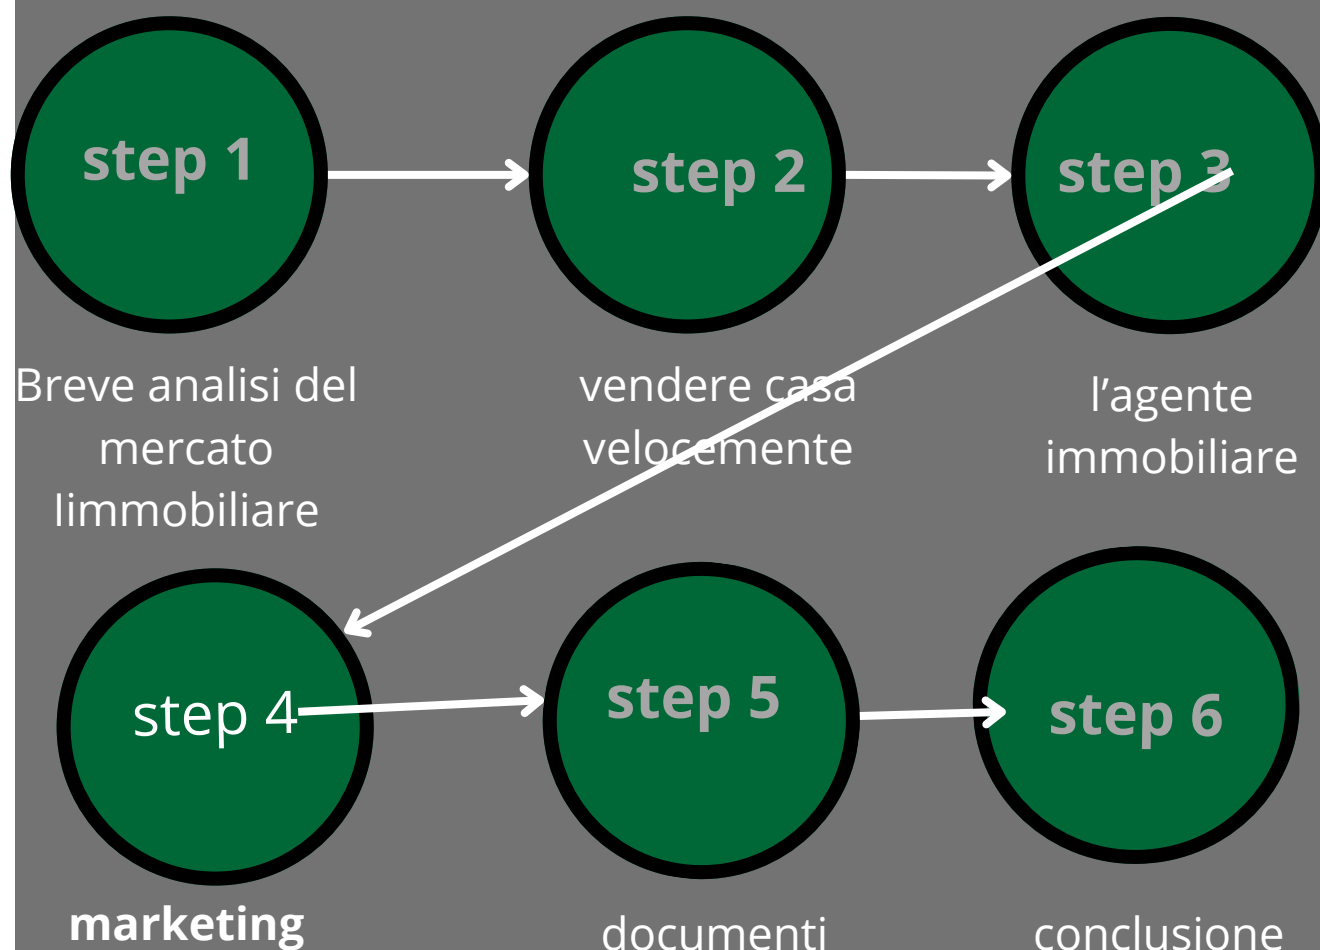 step 1
step 2
step 3
Breve analisi del
mercato
Iimmobiliare
vendere casa
velocemente
l’agente
immobiliare
step 4
step 5
step 6
marketing
documenti
conclusione